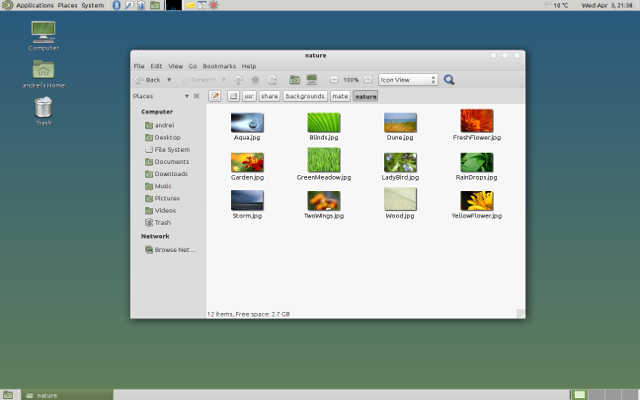 Applications Places System
10 °C
Wed Apr 3, 21:38
Computer
andrei's Home
Trash
nature
File Edit View Go Bookmarks Help
Back Forward 100% Icon View
Places
usr share backgrounds mate nature
Computer
andrei
Desktop
File System
Documents
Downloads
Music
Pictures
Videos
Trash
Network
Browse Net...
Aqua.jpg Blinds.jpg Dune.jpg FreshFlower.jpg
Garden.jpg GreenMeadow.jpg LadyBird.jpg RainDrops.jpg
Storm.jpg TwoWings.jpg Wood.jpg YellowFlower.jpg
12 items, Free space: 2.7 GB
nature